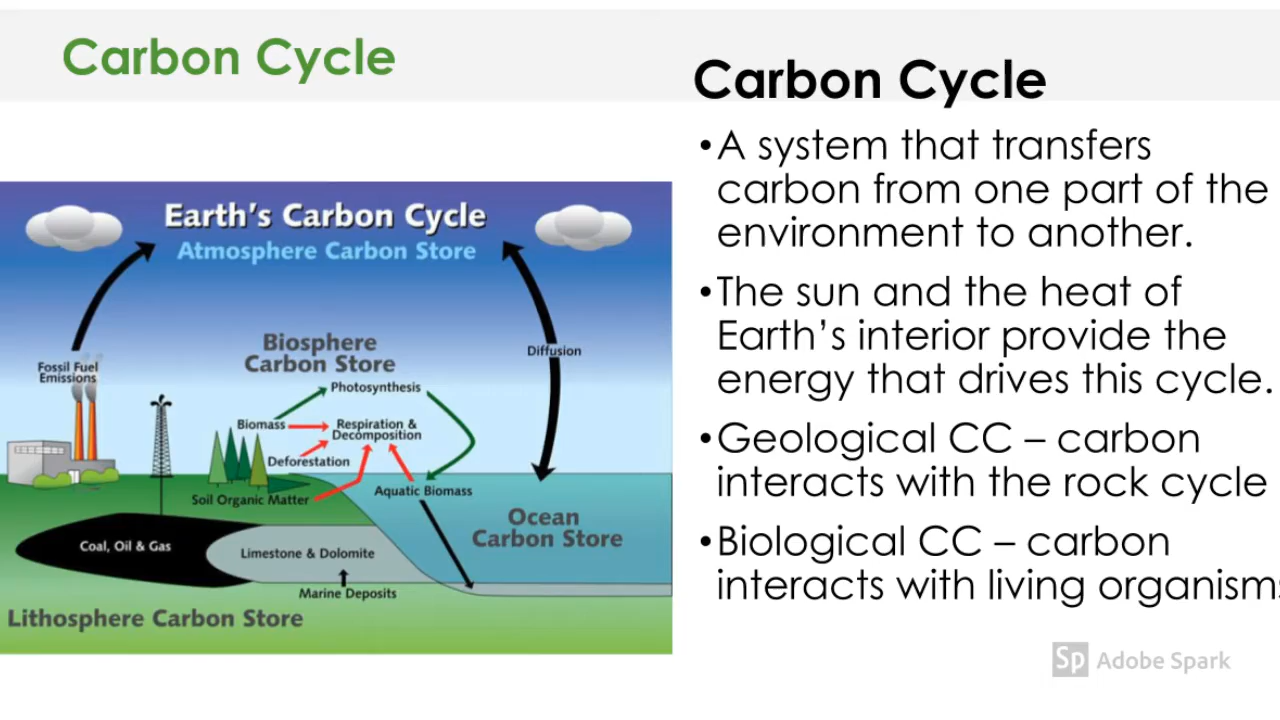 Carbon Cycle
Earth's Carbon Cycle
Atmosphere Carbon Store
Biosphere
Carbon Store
Diffusion
Fossil Fuel
Emissions
Photosynthesis
Biomass
Respiration &
Decomposition
Deforestation
Soil Organic Matter
Aquatic Biomass
Ocean
Carbon Store
Coal, Oil & Gas
Limestone & Dolomite
Marine Deposits
Lithosphere Carbon Store
Carbon Cycle
•A system that transfers
carbon from one part of the
environment to another.
•The sun and the heat of
Earth’s interior provide the
energy that drives this cycle.
•Geological CC – carbon
interacts with the rock cycle
•Biological CC – carbon
interacts with living organisms
Sp Adobe Spark